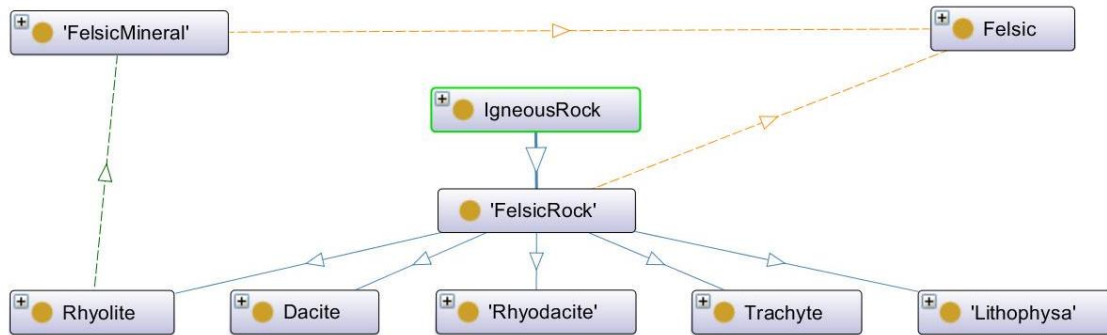 'FelsicMineral'
Felsic
IgneousRock
'FelsicRock'
Rhyolite
Dacite
'Rhyodacite'
Trachyte
'Lithophysa'